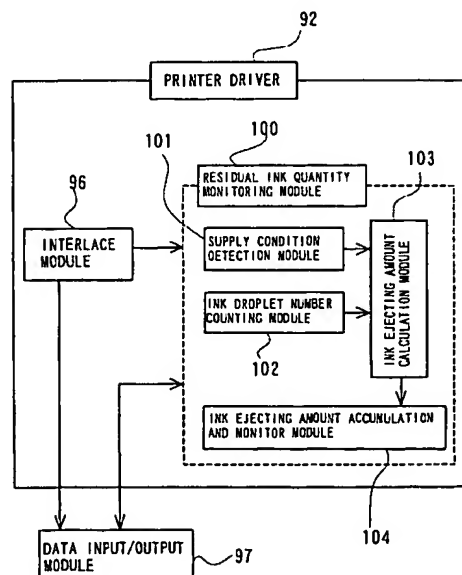 92
PRINTER DRIVER
100
103
101
RESIDUAL INK QUANTITY
MONITORING MODULE
96
INTERLACE
MODULE
SUPPLY CONDITION
DETECTION MODULE
INK EJECTING AMOUNT
CALCULATION MODULE
INK DROPLET NUMBER
COUNTING MODULE
102
INK EJECTING AMOUNT ACCUMULATION
AND MONITOR MODULE
104
DATA INPUT/OUTPUT
MODULE
97